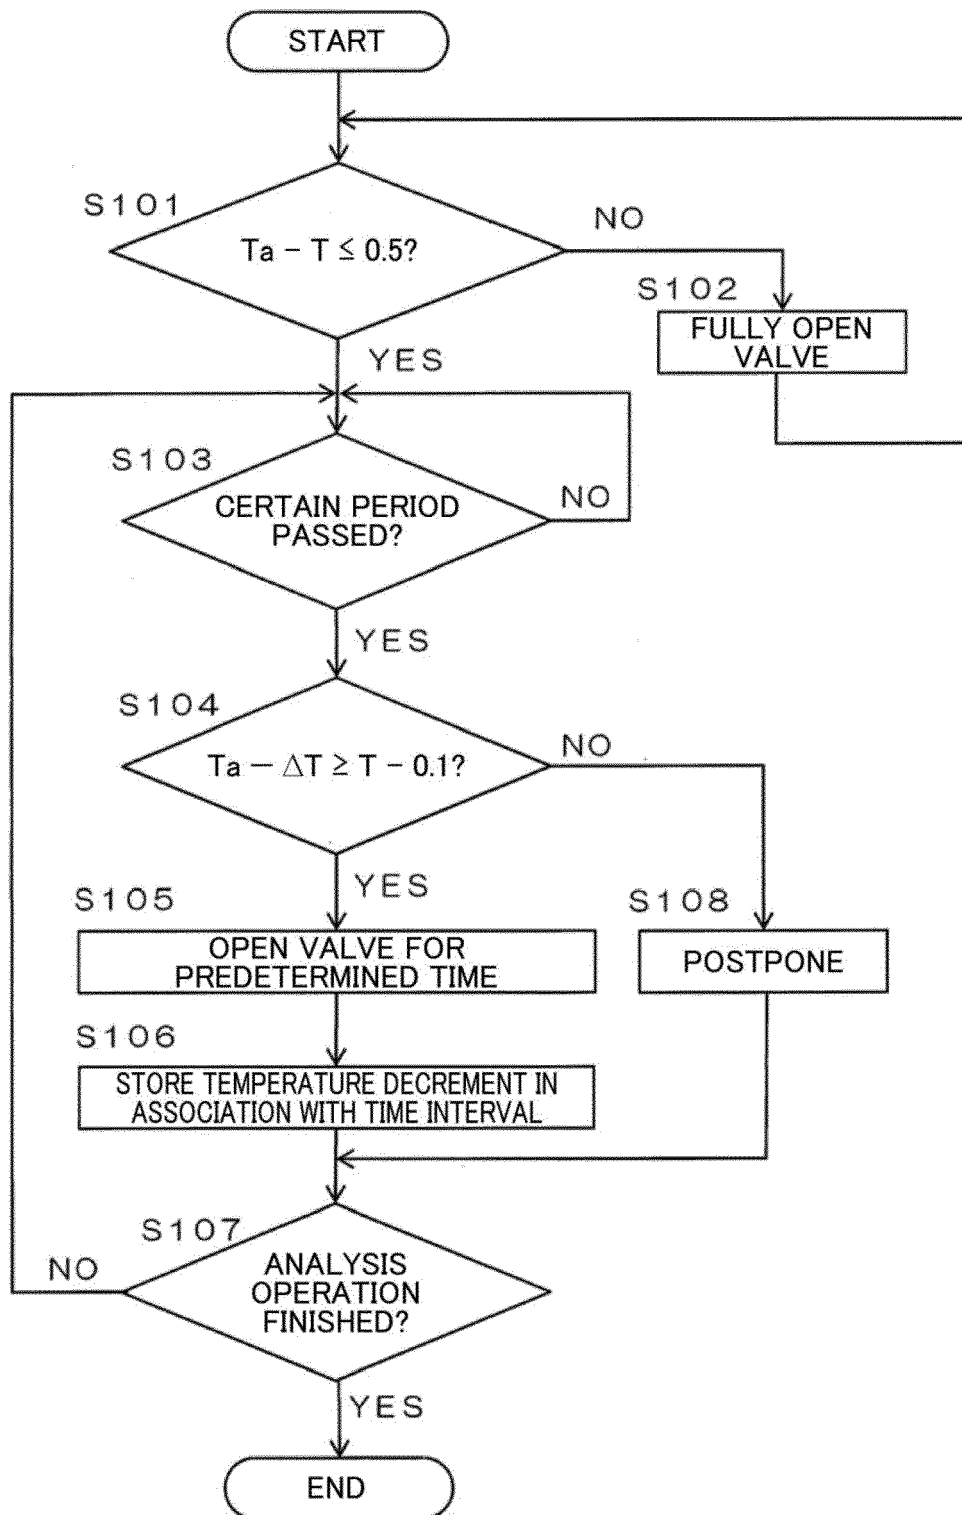 START
S101
Ta − T ≤ 0.5?
NO
S102
FULLY OPEN
VALVE
YES
S103
CERTAIN PERIOD
PASSED?
NO
YES
S104
Ta − ΔT ≥ T − 0.1?
NO
YES
S105
OPEN VALVE FOR
PREDETERMINED TIME
S108
POSTPONE
S106
STORE TEMPERATURE DECREMENT IN
ASSOCIATION WITH TIME INTERVAL
S107
ANALYSIS
OPERATION
FINISHED?
NO
YES
END